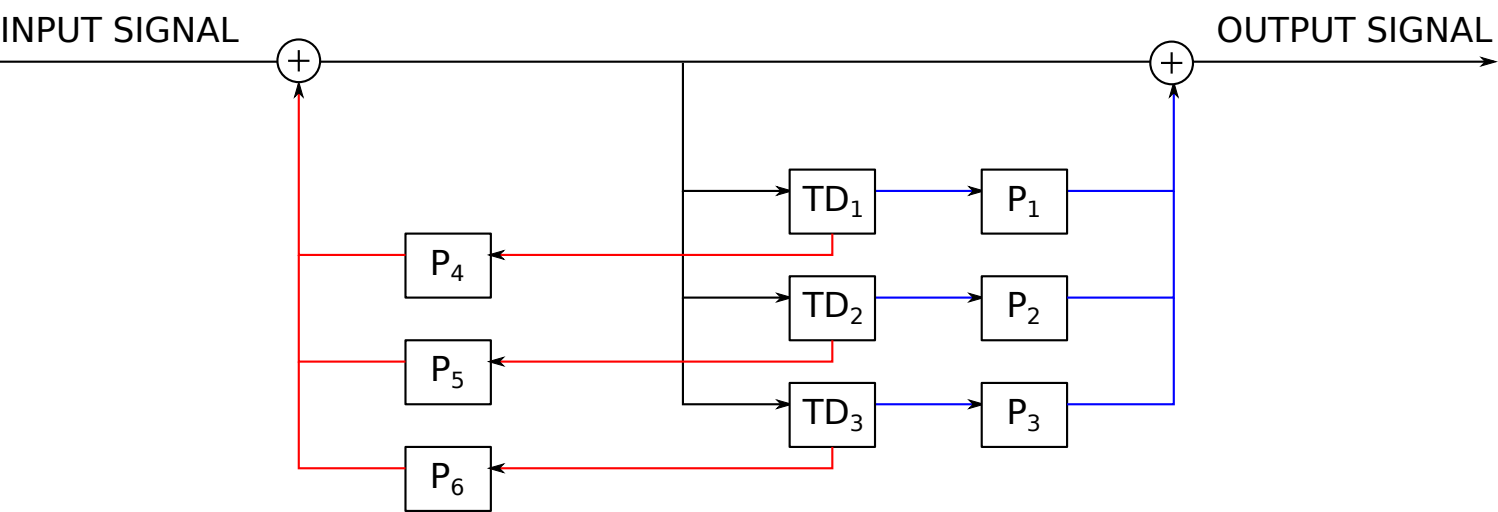 INPUT SIGNAL
OUTPUT SIGNAL
+
+
TD₁
P₁
P₄
TD₂
P₂
P₅
TD₃
P₃
P₆